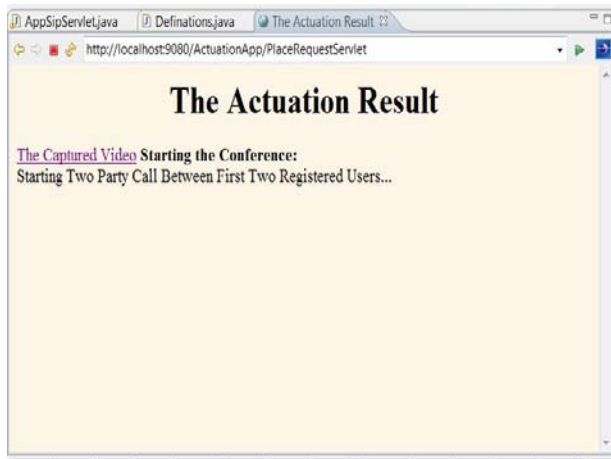 AppSipServlet.java Definations.java The Actuation Result
http://localhost:9080/ActuationApp/PlaceRequestServlet
The Actuation Result
The Captured Video Starting the Conference:
Starting Two Party Call Between First Two Registered Users...